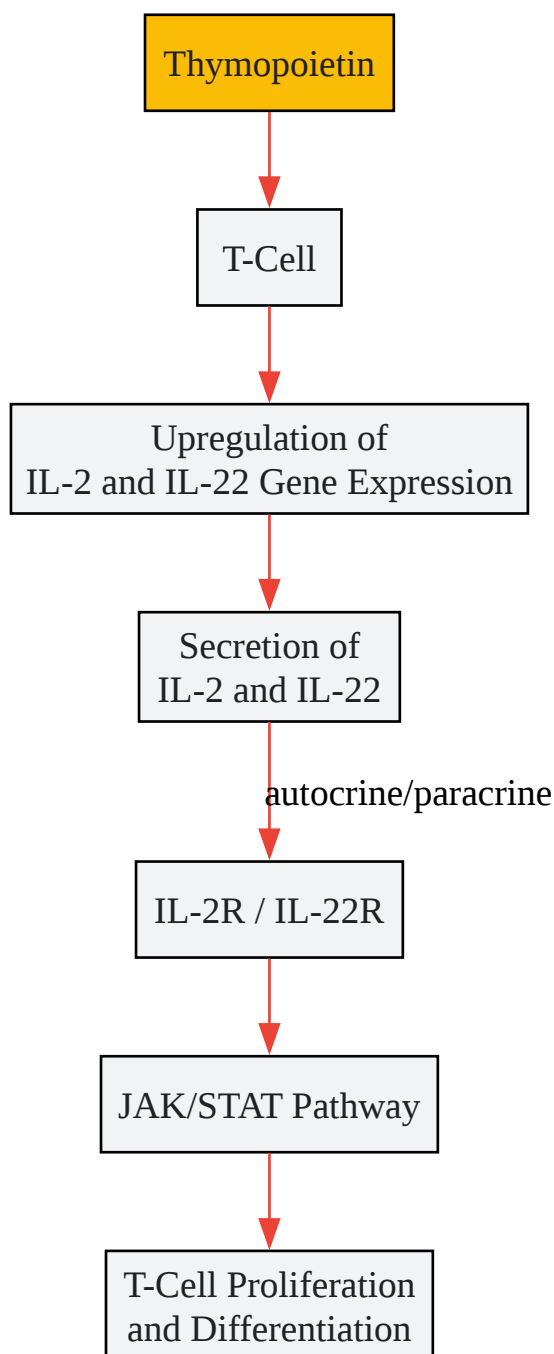 Thymopoietin
T-Cell
Upregulation of
IL-2 and IL-22 Gene Expression
Secretion of
IL-2 and IL-22
autocrine/paracrine
IL-2R / IL-22R
JAK/STAT Pathway
T-Cell Proliferation
and Differentiation